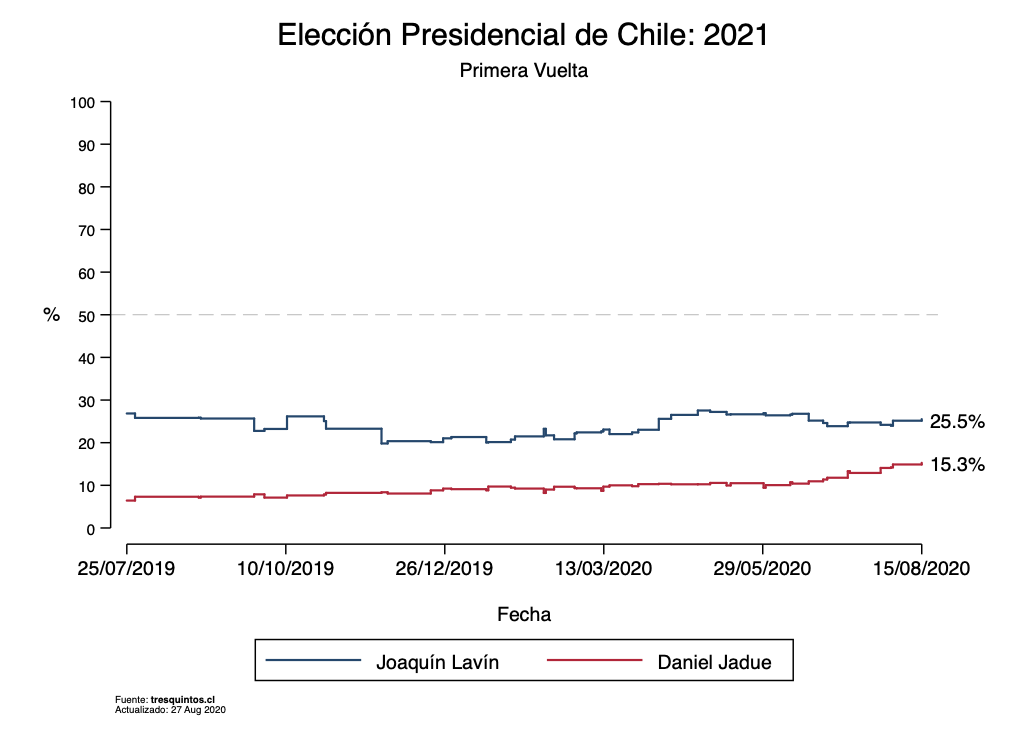 Elección Presidencial de Chile: 2021
Primera Vuelta
100
90
80
70
60
% 50
40
30
25.5%
20
15.3%
10
0
25/07/2019 10/10/2019 26/12/2019 13/03/2020 29/05/2020 15/08/2020
Fecha
Joaquín Lavín Daniel Jadue
Fuente: tresquintos.cl
Actualizado: 27 Aug 2020